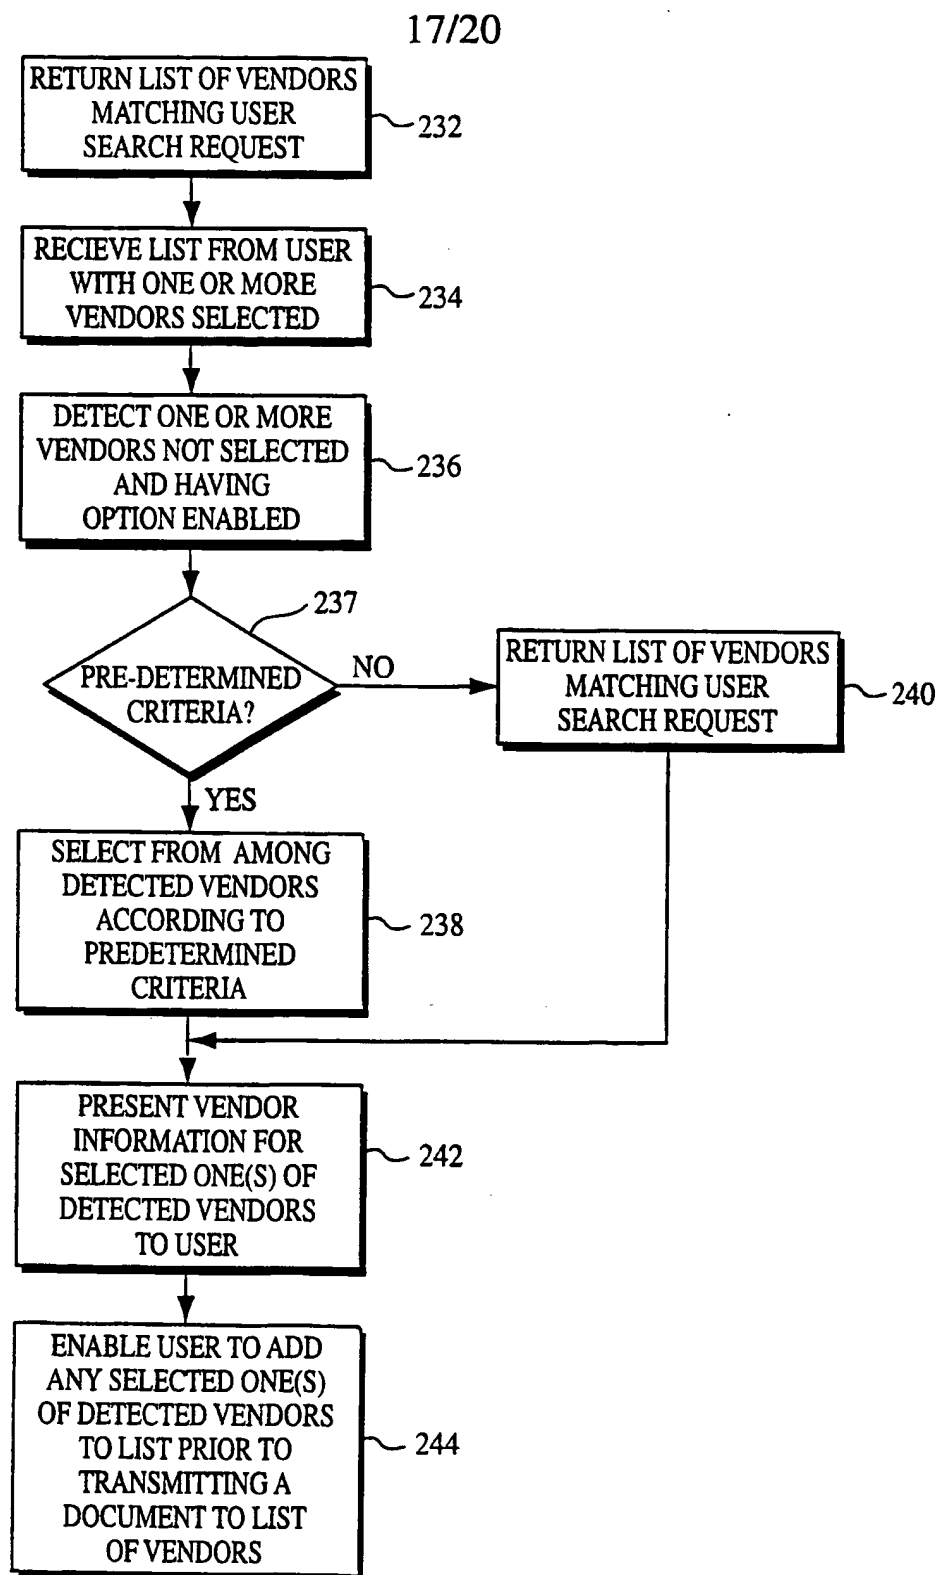 17/20
RETURN LIST OF VENDORS
MATCHING USER
SEARCH REQUEST
232
RECIEVE LIST FROM USER
WITH ONE OR MORE
VENDORS SELECTED
234
DETECT ONE OR MORE
VENDORS NOT SELECTED
AND HAVING
OPTION ENABLED
236
237
PRE-DETERMINED
CRITERIA?
NO
RETURN LIST OF VENDORS
MATCHING USER
SEARCH REQUEST
240
YES
SELECT FROM AMONG
DETECTED VENDORS
ACCORDING TO
PREDETERMINED
CRITERIA
238
PRESENT VENDOR
INFORMATION FOR
SELECTED ONE(S) OF
DETECTED VENDORS
TO USER
242
ENABLE USER TO ADD
ANY SELECTED ONE(S)
OF DETECTED VENDORS
TO LIST PRIOR TO
TRANSMITTING A
DOCUMENT TO LIST
OF VENDORS
244